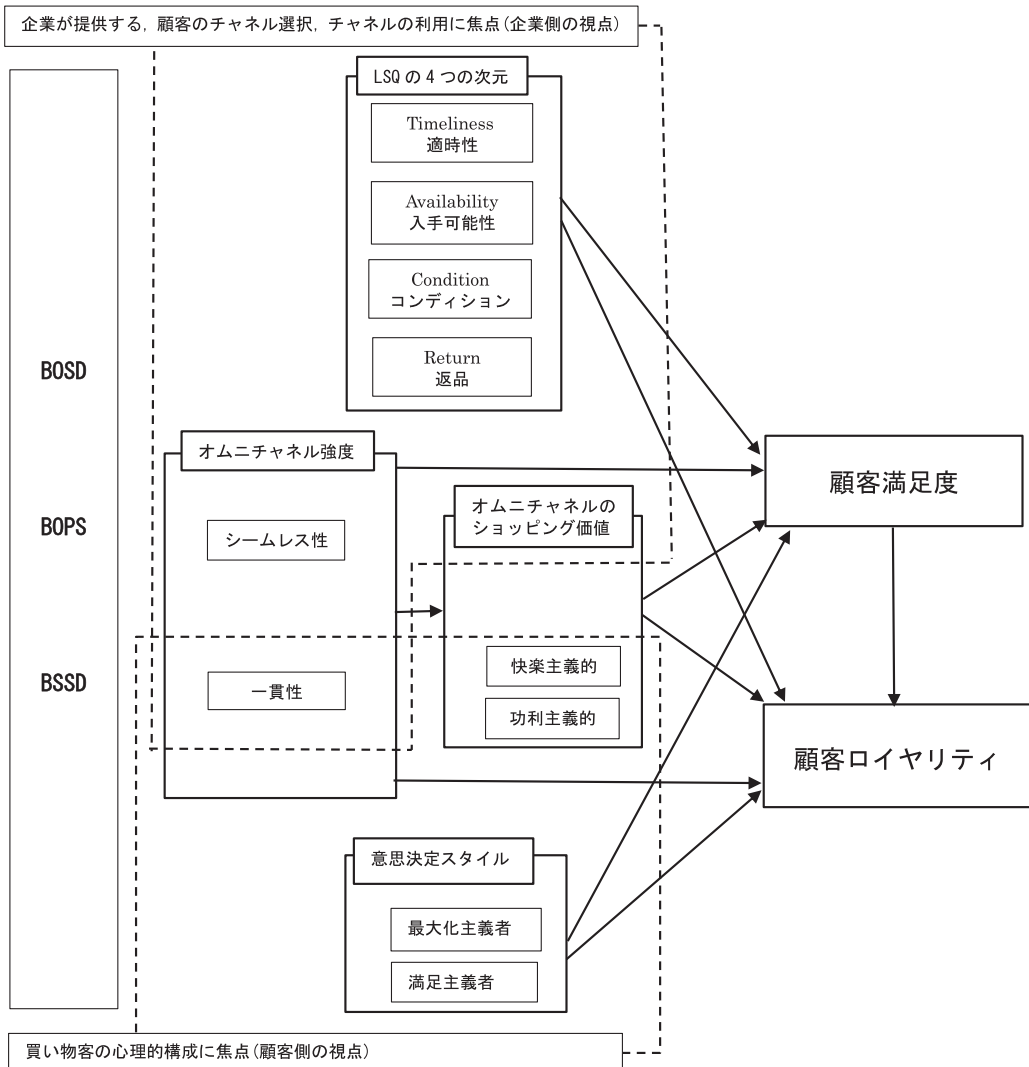 企業が提供する, 顧客のチャネル選択, チャネルの利用に焦点(企業側の視点)
LSQの4つの次元
Timeliness
適時性
Availability
入手可能性
Condition
コンディション
Return
返品
BOSD
BOPS
BSSD
オムニチャネル強度
シームレス性
一貫性
オムニチャネルの
ショッピング価値
快楽主義的
功利主義的
顧客満足度
顧客ロイヤリティ
意思決定スタイル
最大化主義者
満足主義者
買い物客の心理的構成に焦点(顧客側の視点)